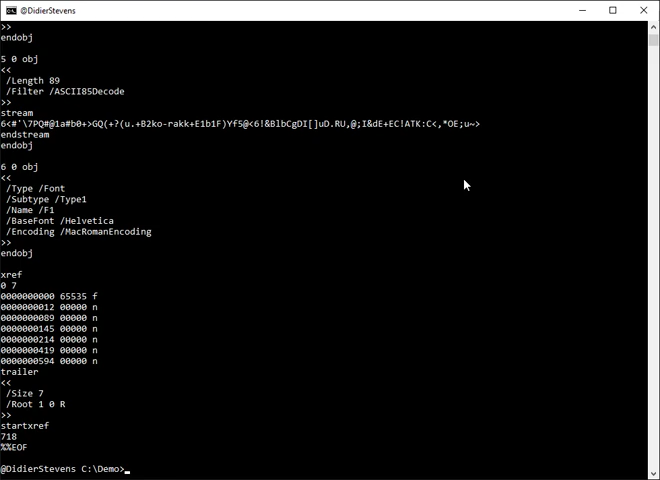 @DidierStevens
>>
endobj
5 0 obj
<<
/Length 89
/Filter /ASCII85Decode
>>
stream
6<#'\7PQ#@1a#b0+>GQ(+?(u.+B2ko-rakk+E1b1F)Yf5@<6!&BlbCgDI[]uD.RU,@;I&dE+EC!ATK:C<,*OE;u~>
endstream
endobj
6 0 obj
<<
/Type /Font
/Subtype /Type1
/Name /F1
/BaseFont /Helvetica
/Encoding /MacRomanEncoding
>>
endobj
xref
0 7
0000000000 65535 f
0000000012 00000 n
0000000089 00000 n
0000000145 00000 n
0000000214 00000 n
0000000419 00000 n
0000000594 00000 n
trailer
<<
/Size 7
/Root 1 0 R
>>
startxref
718
%%EOF
@DidierStevens C:\Demo>